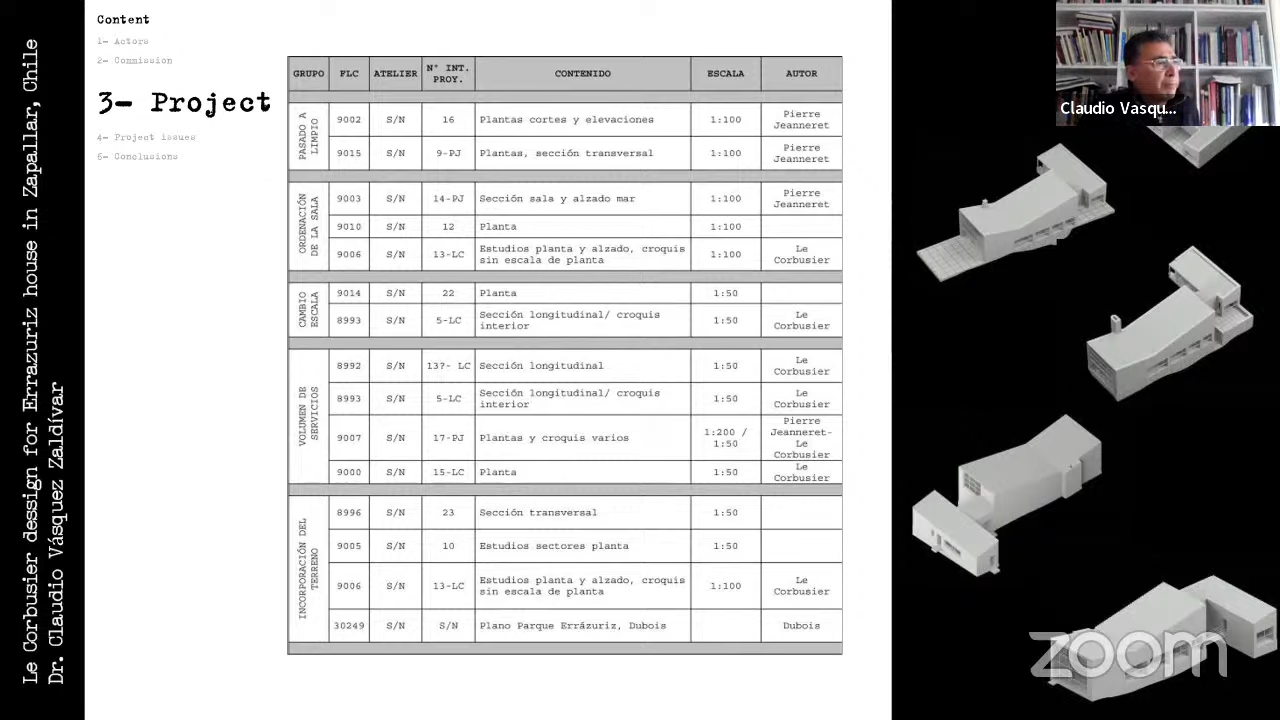 Le Corbusier dessign for Errazuriz house in Zapallar, Chile
Dr. Claudio Vásquez Zaldívar
Content
1- Actors
2- Commission
3- Project
4- Project issues
6- Conclusions
GRUPO FLC ATELIER Nº INT. PROY. CONTENIDO ESCALA AUTOR
PASADO A LIMPIO
9002 S/N 16 Plantas cortes y elevaciones 1:100 Pierre Jeanneret
9015 S/N 9-PJ Plantas, sección transversal 1:100 Pierre Jeanneret
ORDENACIÓN DE LA SALA
9003 S/N 14-PJ Sección sala y alzado mar 1:100 Pierre Jeanneret
9010 S/N 12 Planta 1:100
9006 S/N 13-LC Estudios planta y alzado, croquis sin escala de planta 1:100 Le Corbusier
CAMBIO ESCALA
9014 S/N 22 Planta 1:50
8993 S/N 5-LC Sección longitudinal/ croquis interior 1:50 Le Corbusier
VOLUMEN DE SERVICIOS
8992 S/N 13?- LC Sección longitudinal 1:50 Le Corbusier
8993 S/N 5-LC Sección longitudinal/ croquis interior 1:50 Le Corbusier
9007 S/N 17-PJ Plantas y croquis varios 1:200 / 1:50 Pierre Jeanneret- Le Corbusier
9000 S/N 15-LC Planta 1:50 Le Corbusier
INCORPORACIÓN DEL TERRENO
8996 S/N 23 Sección transversal 1:50
9005 S/N 10 Estudios sectores planta 1:50
9006 S/N 13-LC Estudios planta y alzado, croquis sin escala de planta 1:100 Le Corbusier
30249 S/N S/N Plano Parque Errázuriz, Dubois Dubois
Claudio Vasqu...
zoom